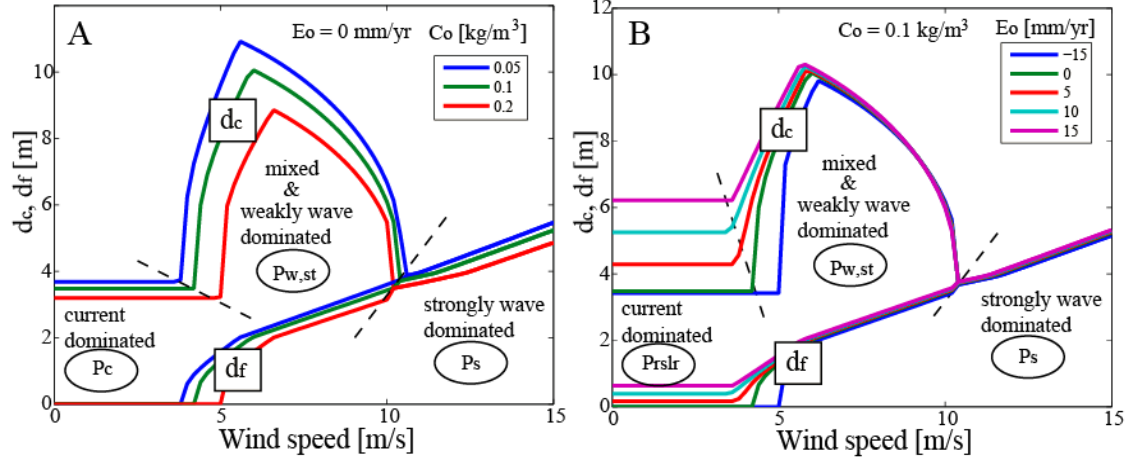 A
Eo = 0 mm/yr
Co [kg/m³]
0.05
0.1
0.2
dc
mixed
&
weakly wave
dominated
Pw,st
current
dominated
Pc
df
strongly wave
dominated
Ps
dc, df [m]
0
2
4
6
8
10
0
5
10
15
Wind speed [m/s]
B
Co = 0.1 kg/m³
Eo [mm/yr]
−15
0
5
10
15
dc
mixed
&
weakly wave
dominated
Pw,st
current
dominated
Prslr
df
strongly wave
dominated
Ps
dc, df [m]
0
2
4
6
8
10
12
0
5
10
15
Wind speed [m/s]